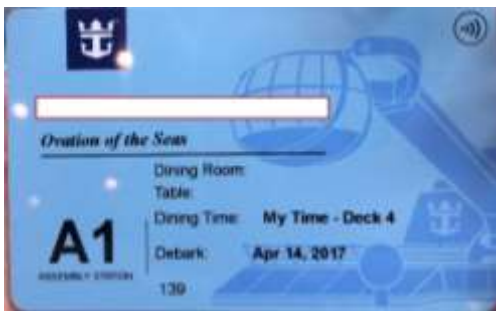 Ovation of the Seas
Dining Room:
Table:
Dining Time: My Time - Deck 4
A1
Debark: Apr 14, 2017
ASSEMBLY STATION
139